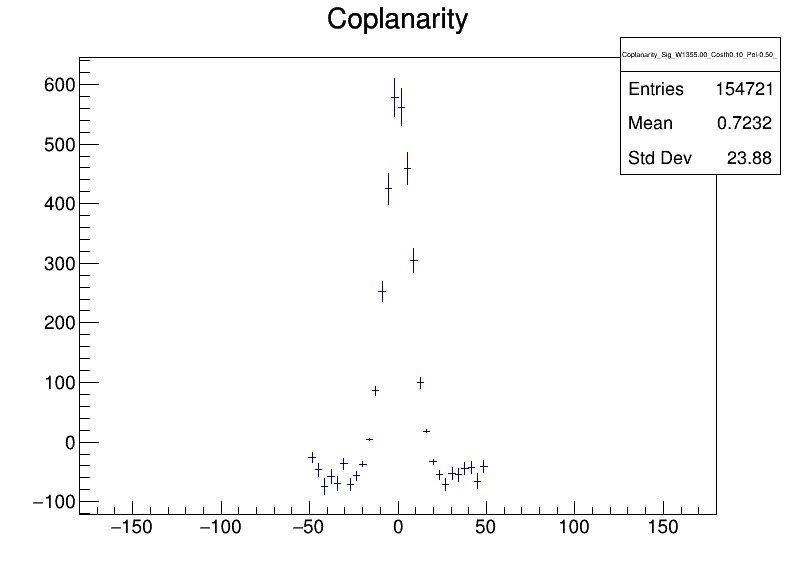 Coplanarity
Coplanarity_Sig_W1355.00_Costh0.10_Pol-0.50_
Entries 154721
Mean 0.7232
Std Dev 23.88
600
500
400
300
200
100
0
−100
−150 −100 −50 0 50 100 150